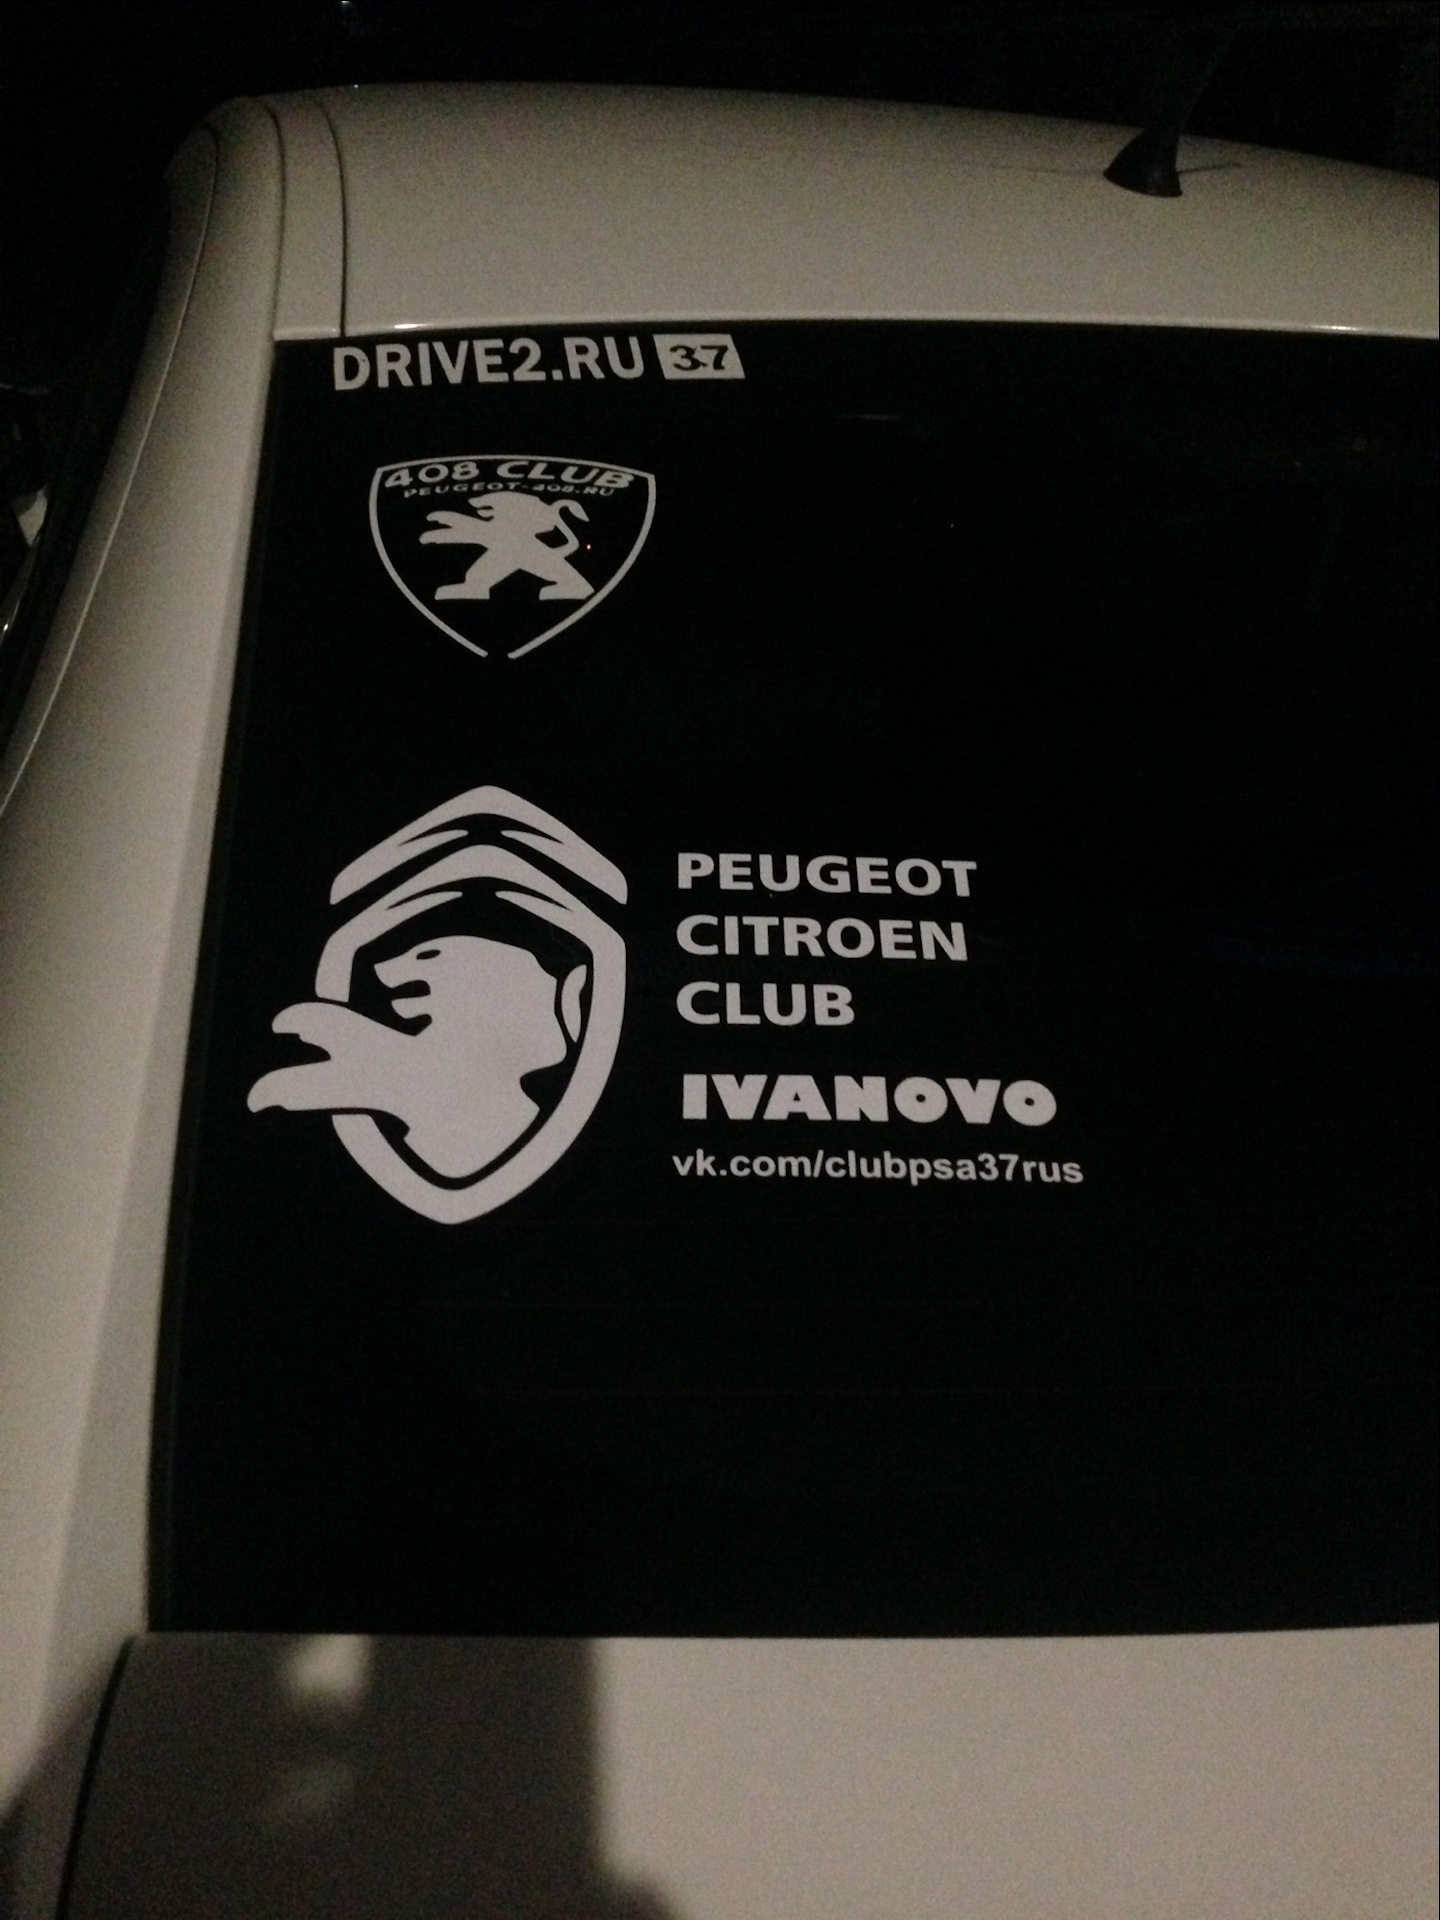 DRIVE2.RU 37
408 CLUB
PEUGEOT-408.RU
PEUGEOT
CITROEN
CLUB
IVANOVO
vk.com/clubpsa37rus